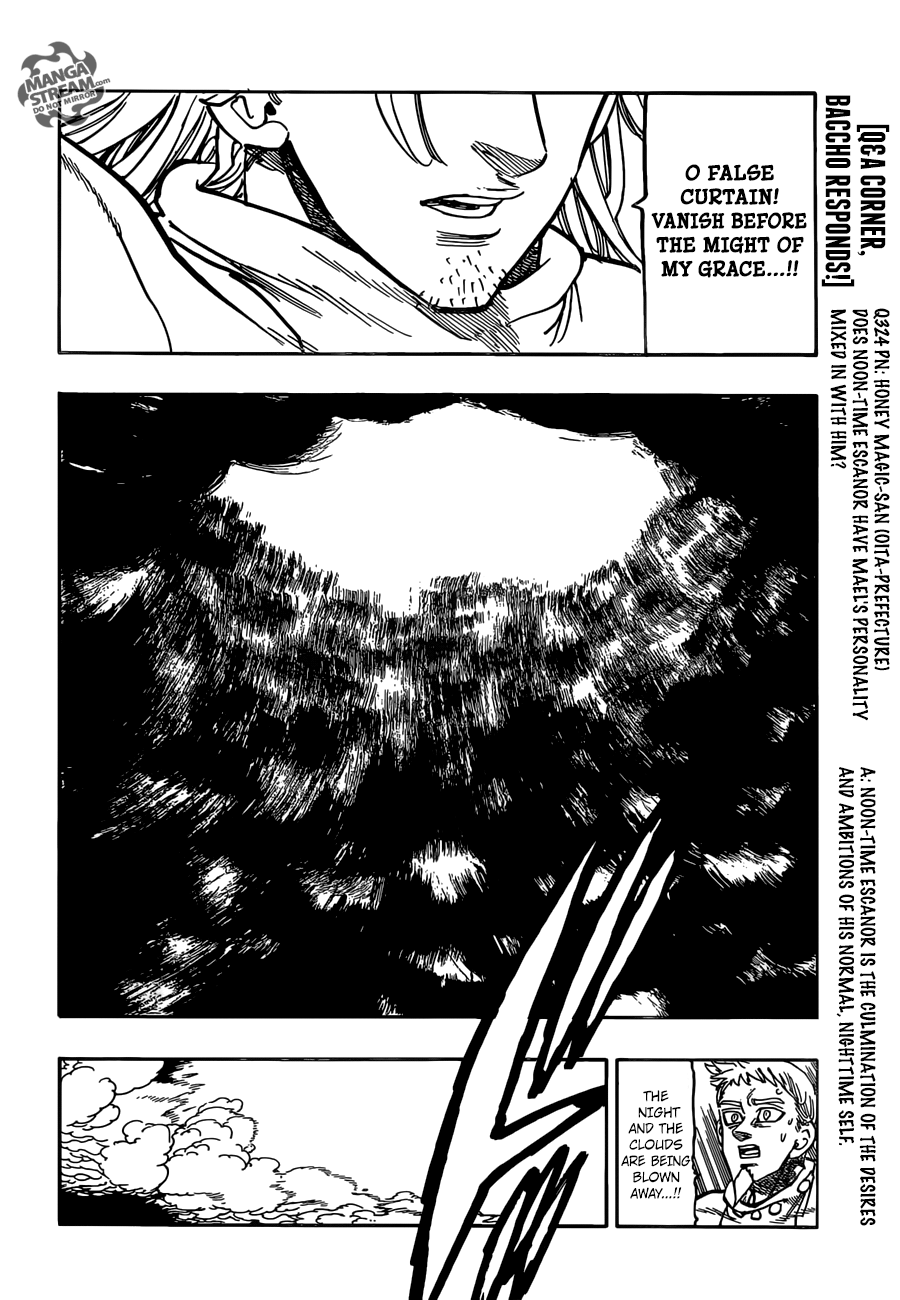 MANGA
STREAM.com
DO NOT MIRROR
O FALSE
CURTAIN!
VANISH BEFORE
THE MIGHT OF
MY GRACE...!!
[Q&A CORNER,
BACCHO RESPONDS!]
Q324 PN: HONEY MAGIC-SAN (OITA-PREFECTURE)
DOES NOON-TIME ESCANOR HAVE MAEL'S PERSONALITY
MIXED IN WITH HIM?
A: NOON-TIME ESCANOR IS THE CULMINATION OF THE DESIRES
AND AMBITIONS OF HIS NORMAL, NIGHTTIME SELF.
THE
NIGHT
AND THE
CLOUDS
ARE BEING
BLOWN
AWAY...!!